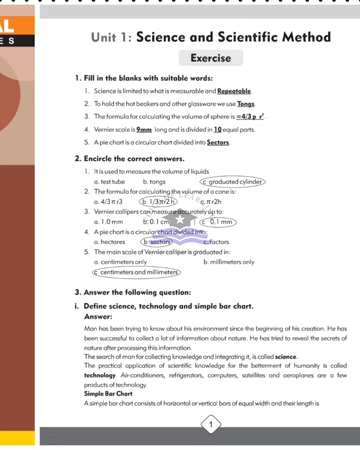 AL
E S
Unit 1: Science and Scientific Method
Exercise
1. Fill in the blanks with suitable words:
1. Science is limited to what is measurable and Repeatable.
2. To hold the hot beakers and other glassware we use Tongs.
3. The formula for calculating the volume of sphere is =4/3 p r³.
4. Vernier scale is 9mm long and is divided in 10 equal parts.
5. A pie chart is a circular chart divided into Sectors.
2. Encircle the correct answers.
1. It is used to measure the volume of liquids
a. test tube b. tongs c graduated cylinder
2. The formula for calculating the volume of a cone is:
a. 4/3 π r3 b 1/3πr2 h c. π r2h
3. Vernier callipers can measure accurately up to:
a. 1.0 mm b. 0.1 cm c 0.1 mm
4. A pie chart is a circular chart divided into:
a. hectares b sectors c. factors
5. The main scale of Vernier calliper is graduated in:
a. centimeters only b. millimeters only
c centimeters and millimeters
3. Answer the following question:
i. Define science, technology and simple bar chart.
Answer:
Man has been trying to know about his environment since the beginning of his creation. He has
been successful to collect a lot of information about nature. He has tried to reveal the secrets of
nature after processing this information.
The search of man for collecting knowledge and integrating it, is called science.
The practical application of scientific knowledge for the betterment of humanity is called
technology. Air-conditioners, refrigerators, computers, satellites and aeroplanes are a few
products of technology.
Simple Bar Chart
A simple bar chart consists of horizontal or vertical bars of equal width and their length is
1